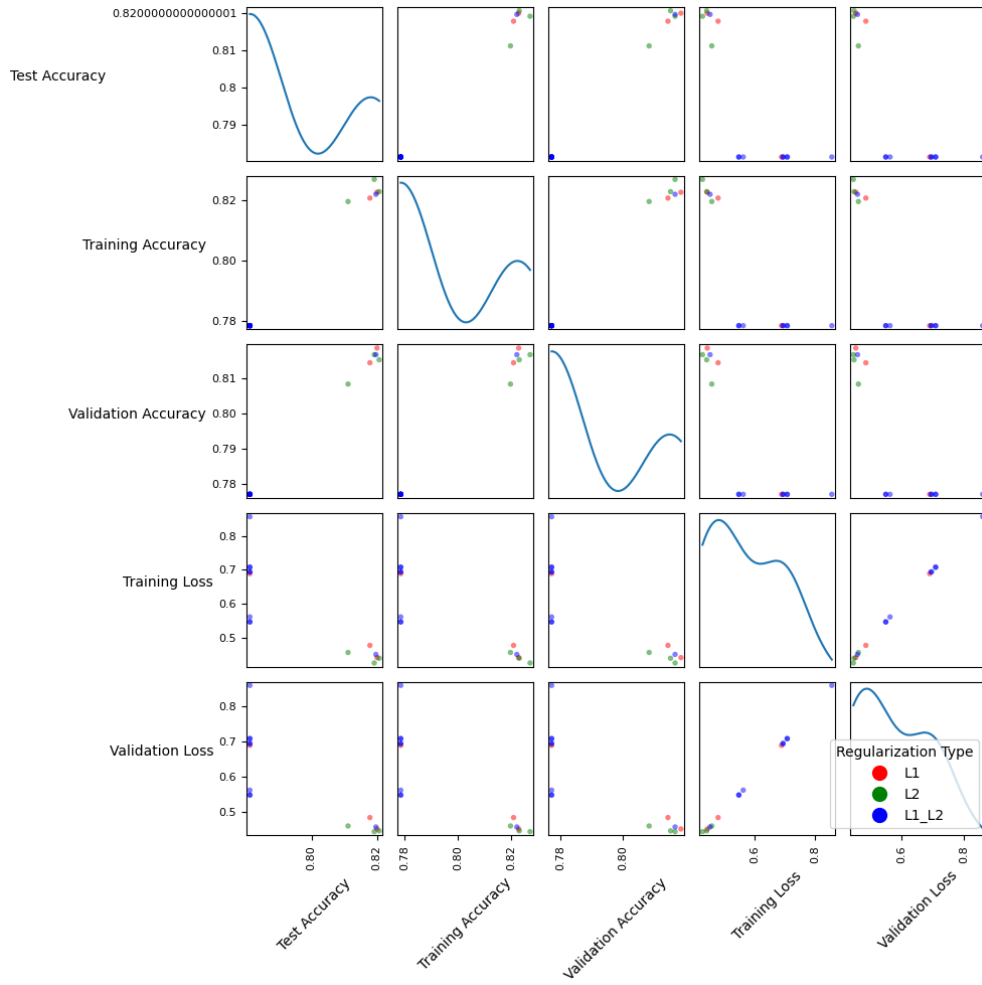 0.8200000000000001
0.81
Test Accuracy
0.8
0.79
0.82
Training Accuracy
0.80
0.78
0.81
Validation Accuracy
0.80
0.79
0.78
0.8
0.7
Training Loss
0.6
0.5
0.8
Validation Loss
0.7
0.6
0.5
Regularization Type
L1
L2
L1_L2
0.80
0.82
0.78
0.80
0.82
0.78
0.80
0.6
0.8
0.6
0.8
Test Accuracy
Training Accuracy
Validation Accuracy
Training Loss
Validation Loss